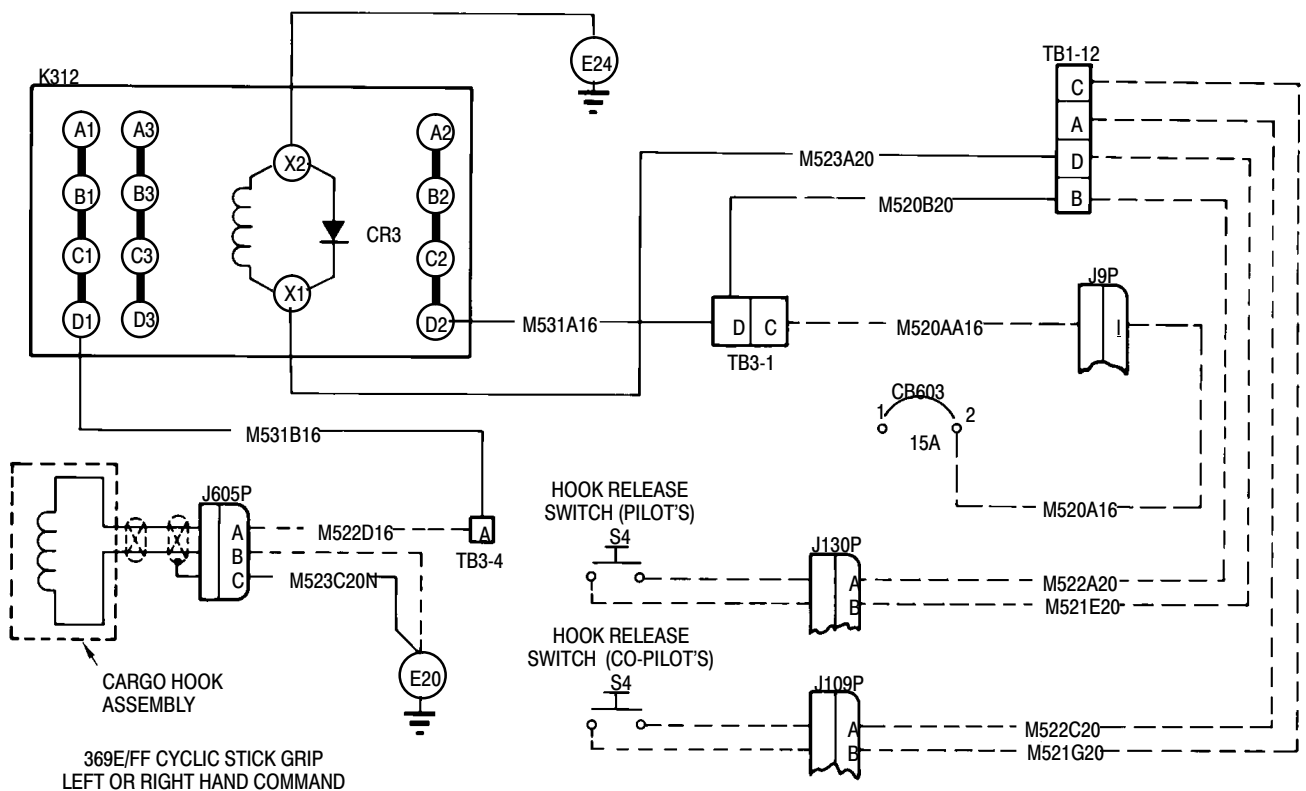 E24
TB1-12
K312
C
A1
A3
A2
A
X2
M523A20
D
B1
B3
B2
M520B20
B
CR3
C1
C3
C2
J9P
X1
D1
D3
D2
M531A16
D
C
M520AA16
I
TB3-1
CB603
1
2
15A
M531B16
J605P
HOOK RELEASE
SWITCH (PILOT'S)
M520A16
A
M522D16
A
S4
J130P
B
TB3-4
C
M523C20N
A
M522A20
B
M521E20
HOOK RELEASE
SWITCH (CO-PILOT'S)
E20
S4
J109P
CARGO HOOK
ASSEMBLY
A
M522C20
B
M521G20
369E/FF CYCLIC STICK GRIP
LEFT OR RIGHT HAND COMMAND